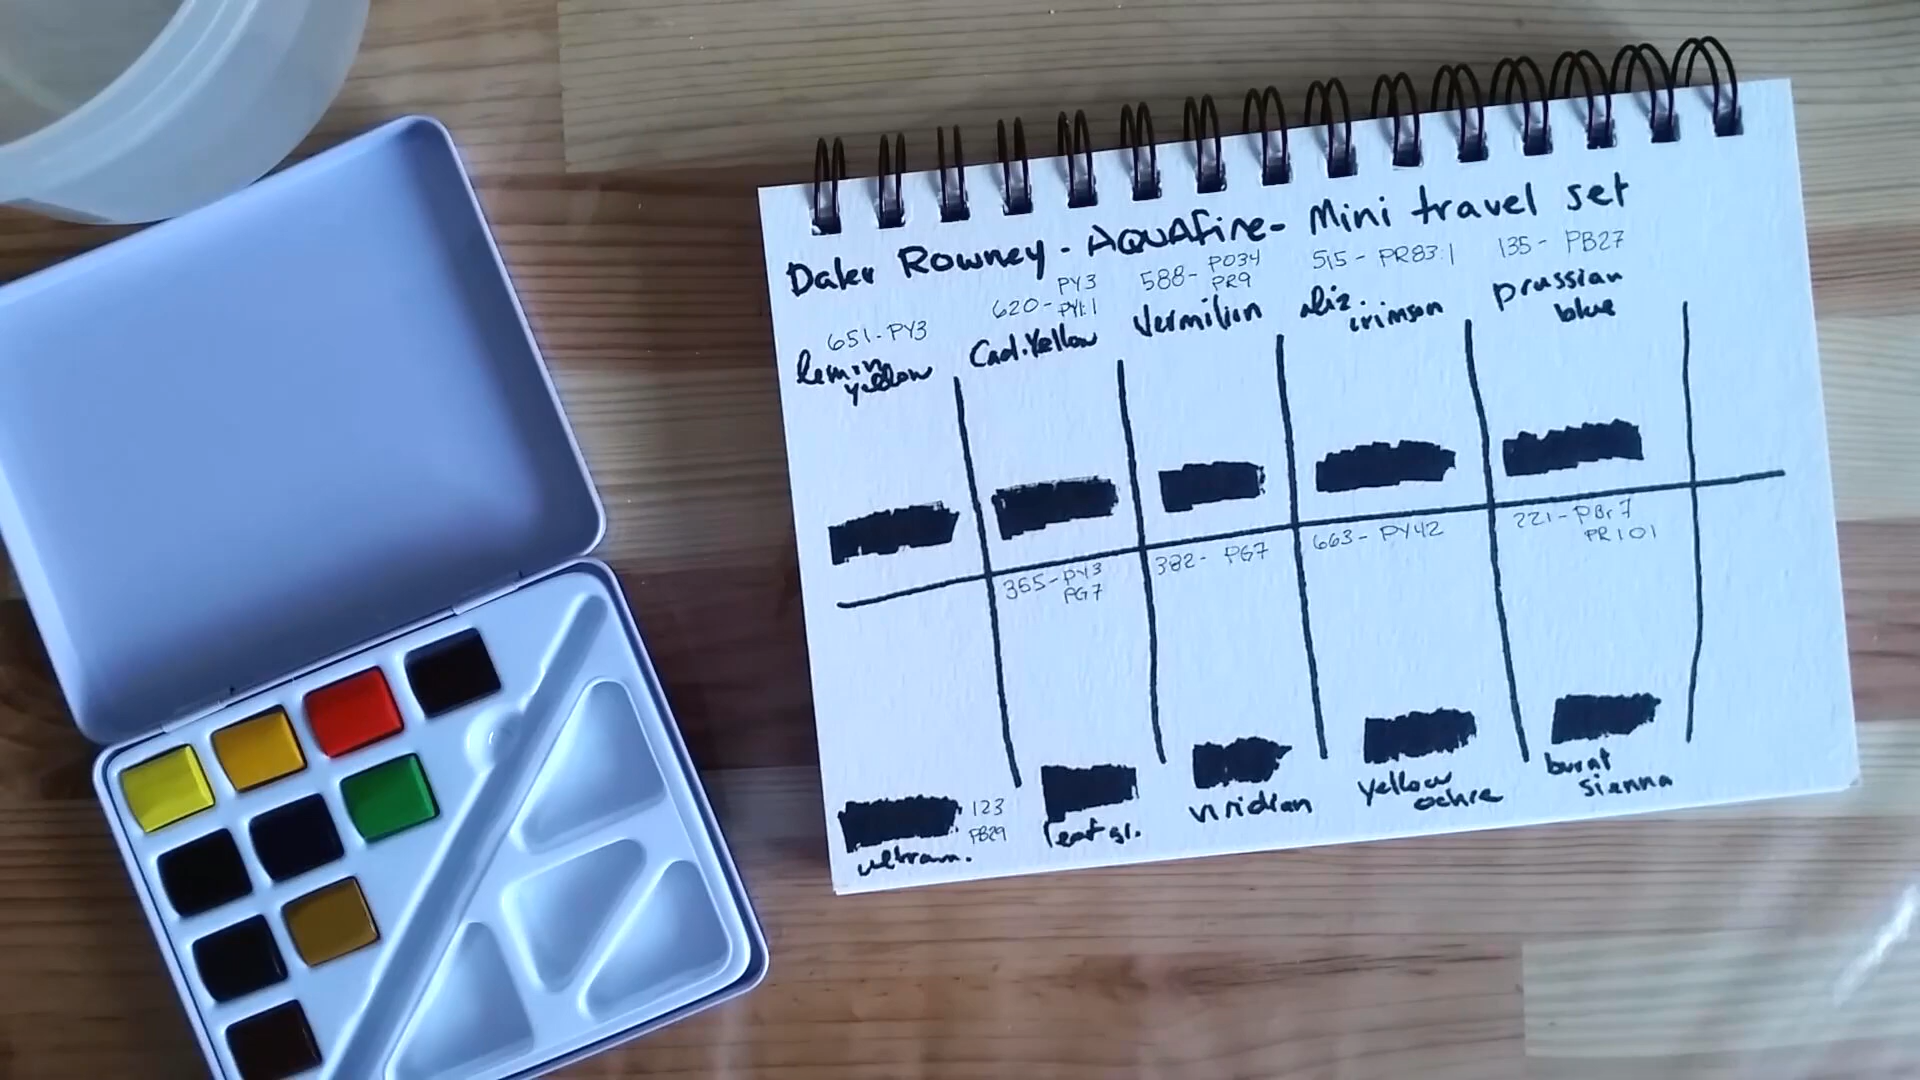 Daler Rowney - AQUAfine - Mini travel set
651-PY3
lemon
yellow
PY3
620-PY1:1
Cad.Yellow
588-PO34
PR9
Vermilion
515-PR83:1
aliz.
crimson
135-PB27
prussian
blue
123
PB29
ultram.
355-PY3
PG7
leaf gr.
382-PG7
viridian
663-PY42
yellow
ochre
221-PBr7
PR101
burnt
sienna